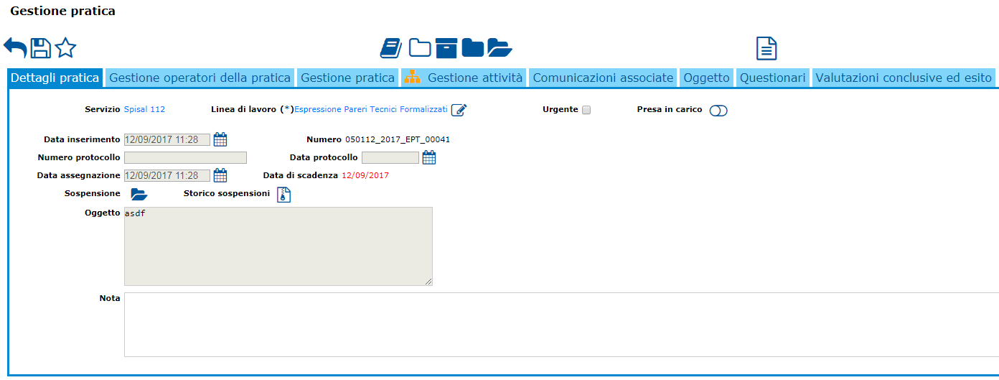 Gestione pratica
Dettagli pratica Gestione operatori della pratica Gestione pratica Gestione attività Comunicazioni associate Oggetto Questionari Valutazioni conclusive ed esito
Servizio Spisal 112 Linea di lavoro (*)Espressione Pareri Tecnici Formalizzati Urgente Presa in carico
Data inserimento 12/09/2017 11:28 Numero 050112_2017_EPT_00041
Numero protocollo Data protocollo
Data assegnazione 12/09/2017 11:28 Data di scadenza 12/09/2017
Sospensione Storico sospensioni
Oggetto asdf
Nota